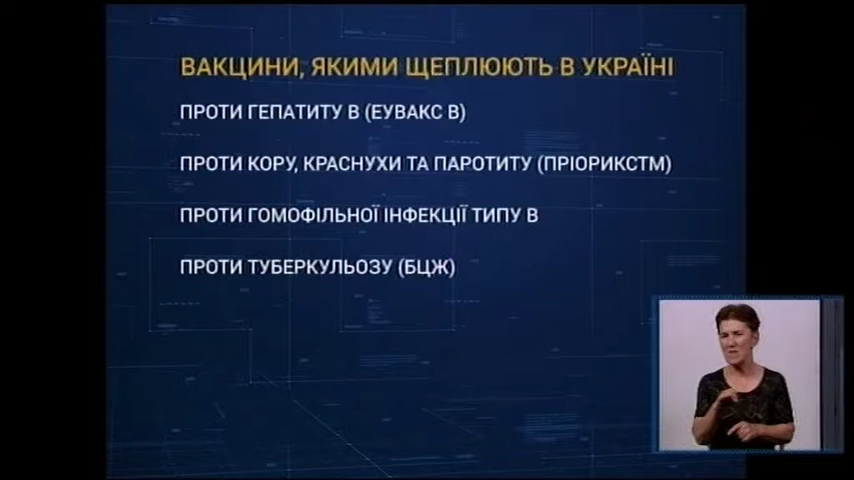 ВАКЦИНИ, ЯКИМИ ЩЕПЛЮЮТЬ В УКРАЇНІ
ПРОТИ ГЕПАТИТУ В (ЕУВАКС В)
ПРОТИ КОРУ, КРАСНУХИ ТА ПАРОТИТУ (ПРІОРИКСТМ)
ПРОТИ ГОМОФІЛЬНОЇ ІНФЕКЦІЇ ТИПУ В
ПРОТИ ТУБЕРКУЛЬОЗУ (БЦЖ)